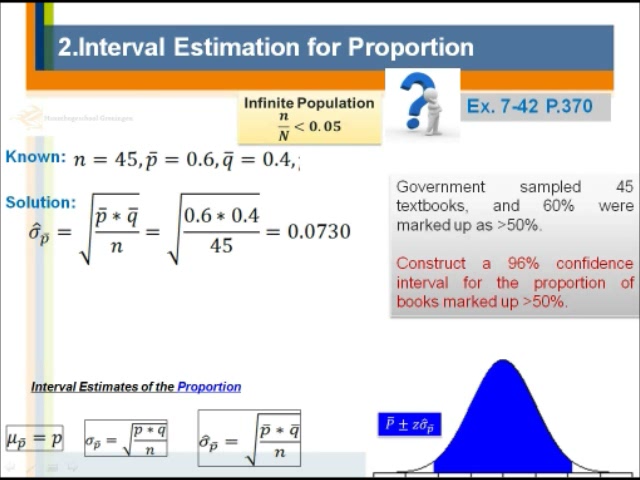 2.Interval Estimation for Proportion
Infinite Population
n/N < 0.05
Ex. 7-42 P.370
Hanzehogeschool Groningen
Known: n = 45, p̄ = 0.6, q̄ = 0.4,
Solution:
σ̂p̄ = √(p̄ * q̄ / n) = √(0.6 * 0.4 / 45) = 0.0730
Government sampled 45
textbooks, and 60% were
marked up as >50%.
Construct a 96% confidence
interval for the proportion of
books marked up >50%.
Interval Estimates of the Proportion
μp̄ = p
σp̄ = √(p * q / n)
σ̂p̄ = √(p̄ * q̄ / n)
P̄ ± zσ̂p̄